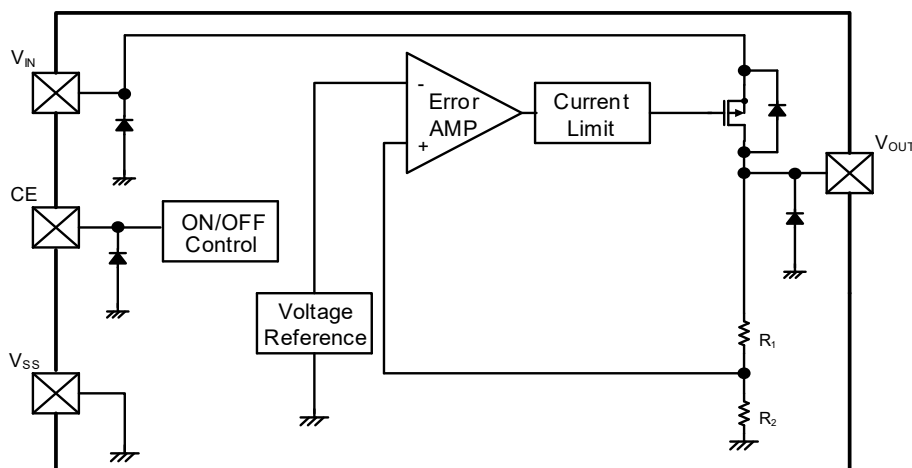 VIN
-
Error
AMP
+
Current
Limit
VOUT
CE
ON/OFF
Control
Voltage
Reference
VSS
R1
R2